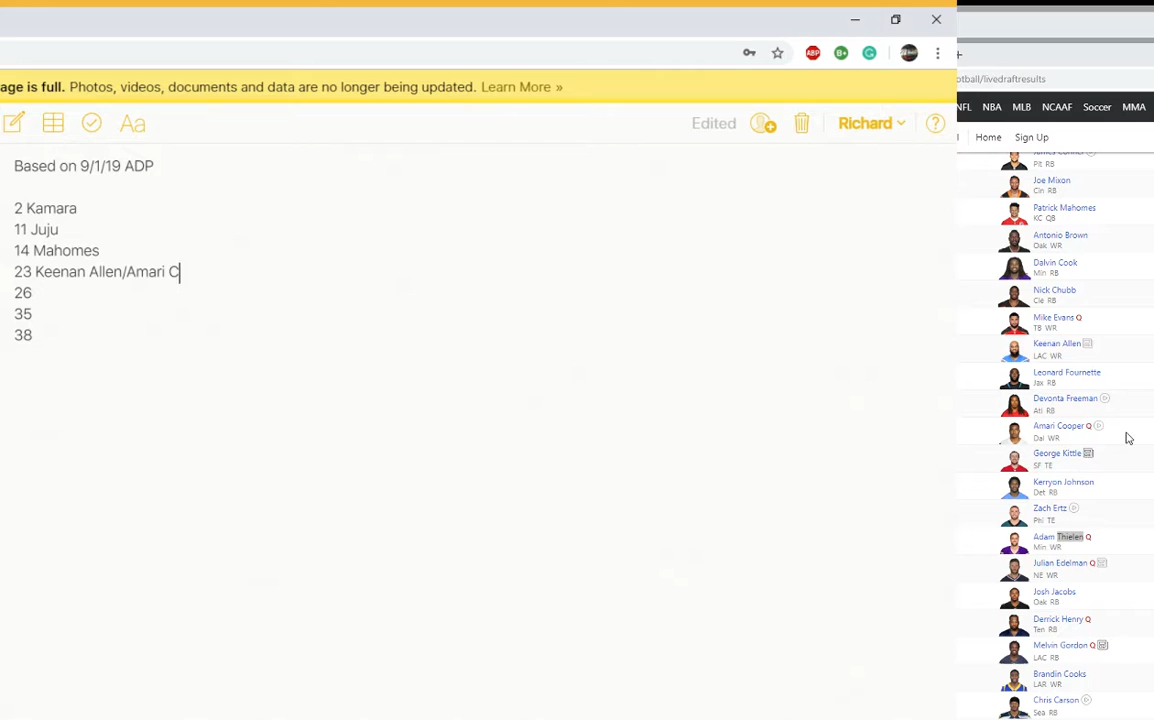 age is full. Photos, videos, documents and data are no longer being updated. Learn More »
Aa
Edited
Richard
?
Based on 9/1/19 ADP
2 Kamara
11 Juju
14 Mahomes
23 Keenan Allen/Amari C
26
35
38
ABP
B+
otball/livedraftresults
NFL NBA MLB NCAAF Soccer MMA
Home Sign Up
James Conner
Pit RB
Joe Mixon
Cin RB
Patrick Mahomes
KC QB
Antonio Brown
Oak WR
Dalvin Cook
Min RB
Nick Chubb
Cle RB
Mike Evans Q
TB WR
Keenan Allen
LAC WR
Leonard Fournette
Jax RB
Devonta Freeman
Atl RB
Amari Cooper Q
Dal WR
George Kittle
SF TE
Kerryon Johnson
Det RB
Zach Ertz
Phi TE
Adam Thielen Q
Min WR
Julian Edelman Q
NE WR
Josh Jacobs
Oak RB
Derrick Henry Q
Ten RB
Melvin Gordon Q
LAC RB
Brandin Cooks
LAR WR
Chris Carson
Sea RB